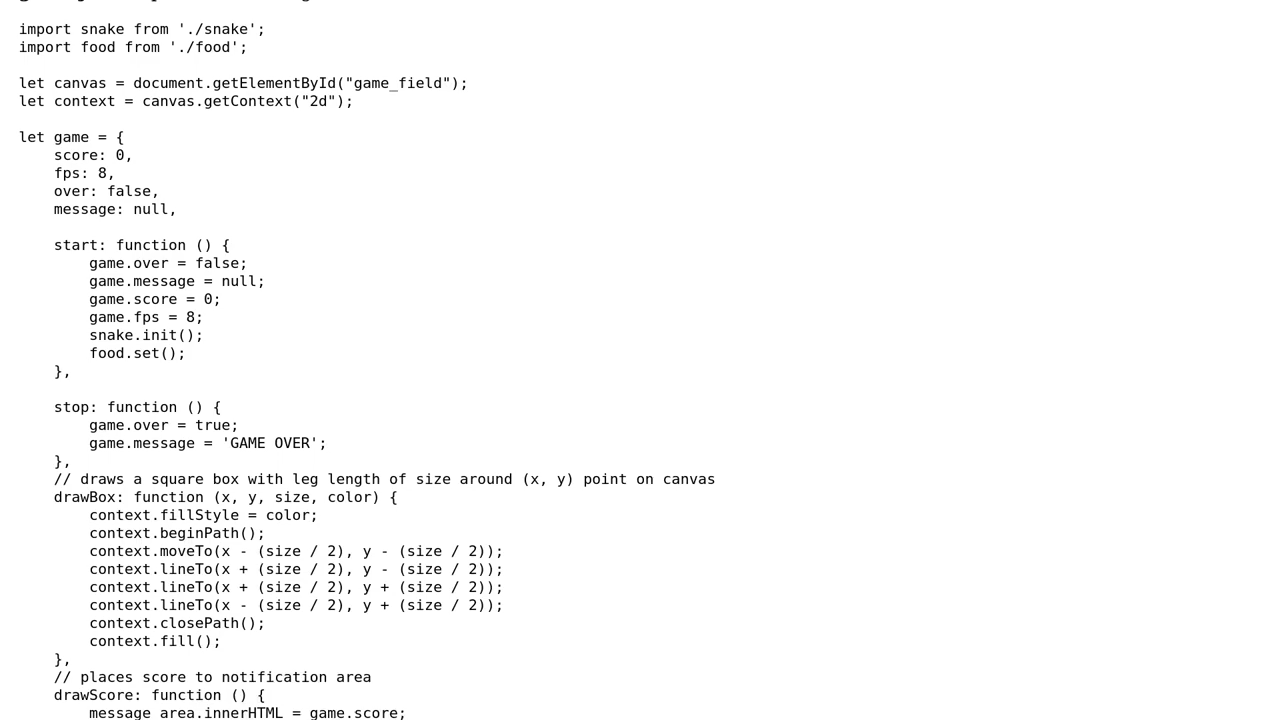 import snake from './snake';
import food from './food';

let canvas = document.getElementById("game_field");
let context = canvas.getContext("2d");

let game = {
    score: 0,
    fps: 8,
    over: false,
    message: null,

    start: function () {
        game.over = false;
        game.message = null;
        game.score = 0;
        game.fps = 8;
        snake.init();
        food.set();
    },

    stop: function () {
        game.over = true;
        game.message = 'GAME OVER';
    },
    // draws a square box with leg length of size around (x, y) point on canvas
    drawBox: function (x, y, size, color) {
        context.fillStyle = color;
        context.beginPath();
        context.moveTo(x - (size / 2), y - (size / 2));
        context.lineTo(x + (size / 2), y - (size / 2));
        context.lineTo(x + (size / 2), y + (size / 2));
        context.lineTo(x - (size / 2), y + (size / 2));
        context.closePath();
        context.fill();
    },
    // places score to notification area
    drawScore: function () {
        message_area.innerHTML = game.score;